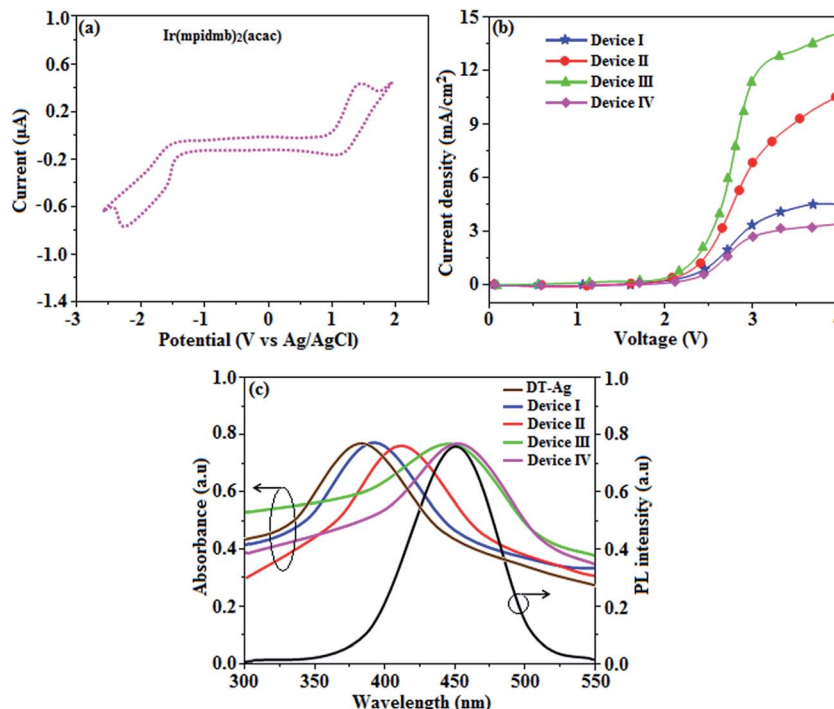 (a)
Ir(mpidmb)2(acac)
1.0
0.6
0.2
-0.2
-0.6
-1.0
-1.4
Current (µA)
-3 -2 -1 0 1 2
Potential (V vs Ag/AgCl)
(b)
Device I
Device II
Device III
Device IV
15
12
9
6
3
0
Current density (mA/cm2)
0 1 2 3
Voltage (V)
(c)
DT-Ag
Device I
Device II
Device III
Device IV
1.0
0.8
0.6
0.4
0.2
0.0
Absorbance (a.u)
1.0
0.8
0.6
0.4
0.2
0.0
PL intensity (a.u)
300 350 400 450 500 550
Wavelength (nm)